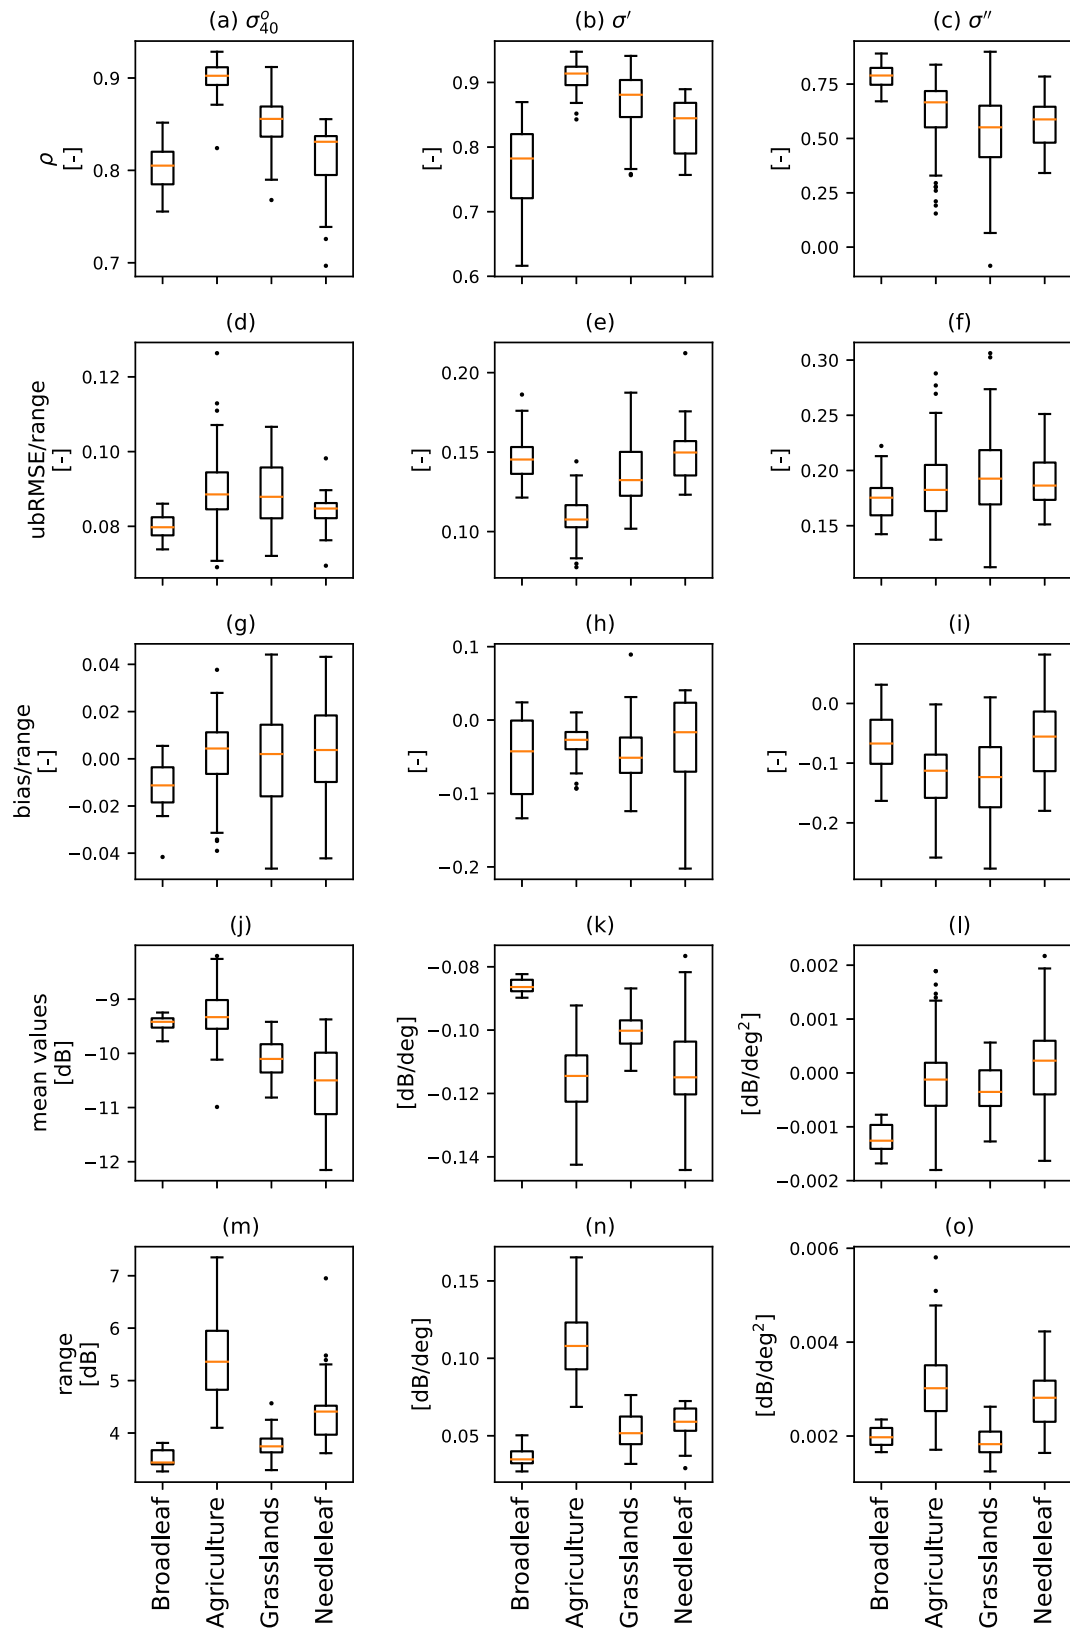 (a) σ₄₀ᵒ (b) σ′ (c) σ″
ρ
[-]
0.9
0.8
0.7
[-]
0.9
0.8
0.7
0.6
[-]
0.75
0.50
0.25
0.00
(d) (e) (f)
ubRMSE/range
[-]
0.12
0.10
0.08
[-]
0.20
0.15
0.10
[-]
0.30
0.25
0.20
0.15
(g) (h) (i)
bias/range
[-]
0.04
0.02
0.00
−0.02
−0.04
[-]
0.1
0.0
−0.1
−0.2
[-]
0.0
−0.1
−0.2
(j) (k) (l)
mean values
[dB]
−9
−10
−11
−12
[dB/deg]
−0.08
−0.10
−0.12
−0.14
[dB/deg²]
0.002
0.001
0.000
−0.001
−0.002
(m) (n) (o)
range
[dB]
7
6
5
4
[dB/deg]
0.15
0.10
0.05
[dB/deg²]
0.006
0.004
0.002
Broadleaf
Agriculture
Grasslands
Needleleaf
Broadleaf
Agriculture
Grasslands
Needleleaf
Broadleaf
Agriculture
Grasslands
Needleleaf